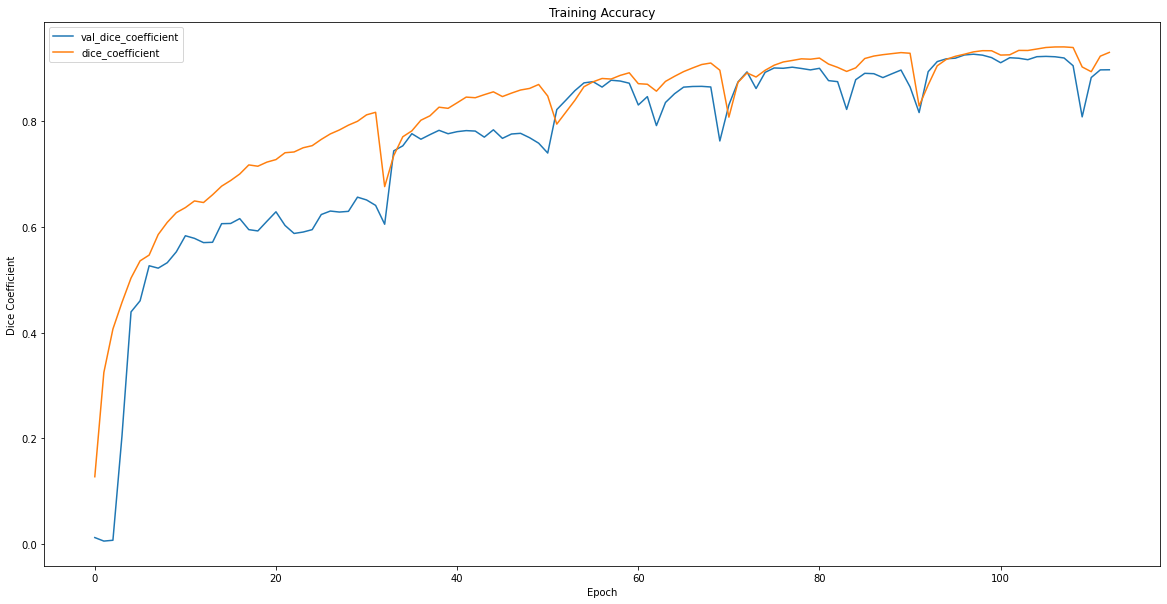 Training Accuracy
val_dice_coefficient
dice_coefficient
Dice Coefficient
0.8
0.6
0.4
0.2
0.0
0 20 40 60 80 100
Epoch